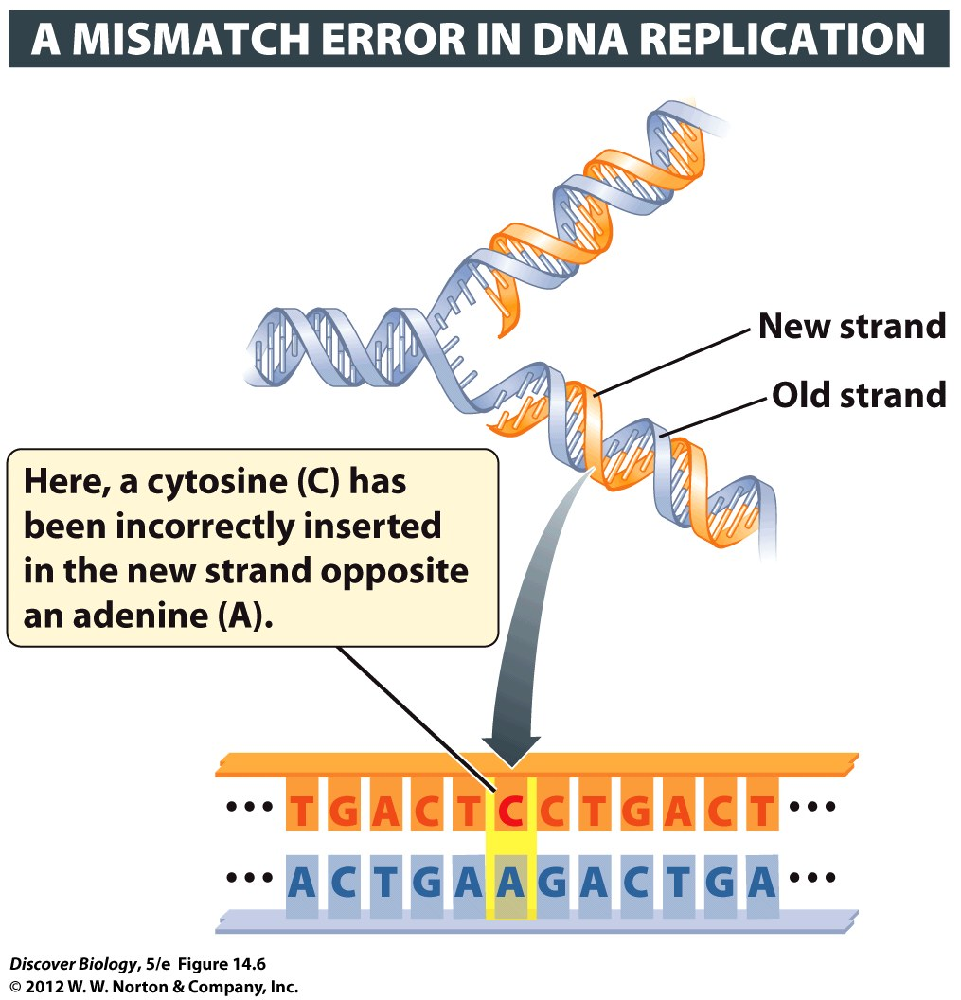 A MISMATCH ERROR IN DNA REPLICATION
New strand
Old strand
Here, a cytosine (C) has
been incorrectly inserted
in the new strand opposite
an adenine (A).
••• T G A C T C C T G A C T •••
••• A C T G A A G A C T G A •••
Discover Biology, 5/e Figure 14.6
© 2012 W. W. Norton & Company, Inc.